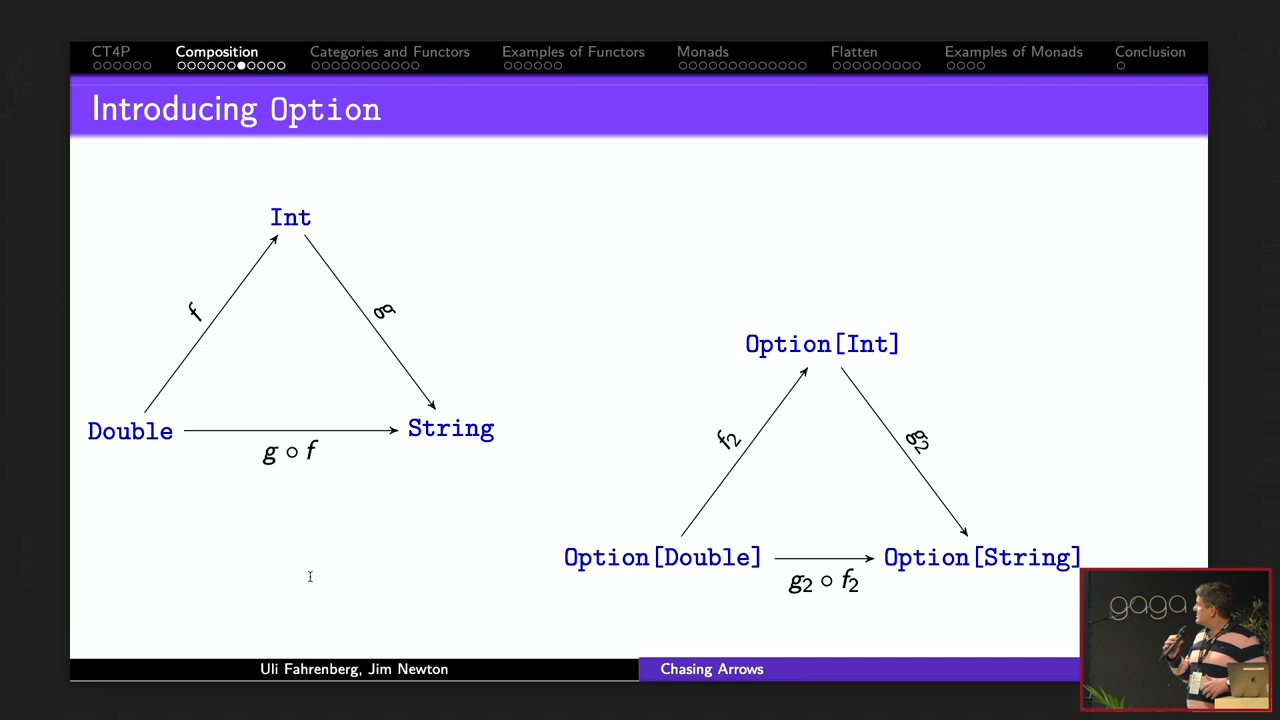 CT4P Composition Categories and Functors Examples of Functors Monads Flatten Examples of Monads Conclusion
Introducing Option
Int
f
g
Double
String
g ∘ f
Option[Int]
f₂
g₂
Option[Double]
Option[String]
g₂ ∘ f₂
gaga
Uli Fahrenberg, Jim Newton
Chasing Arrows